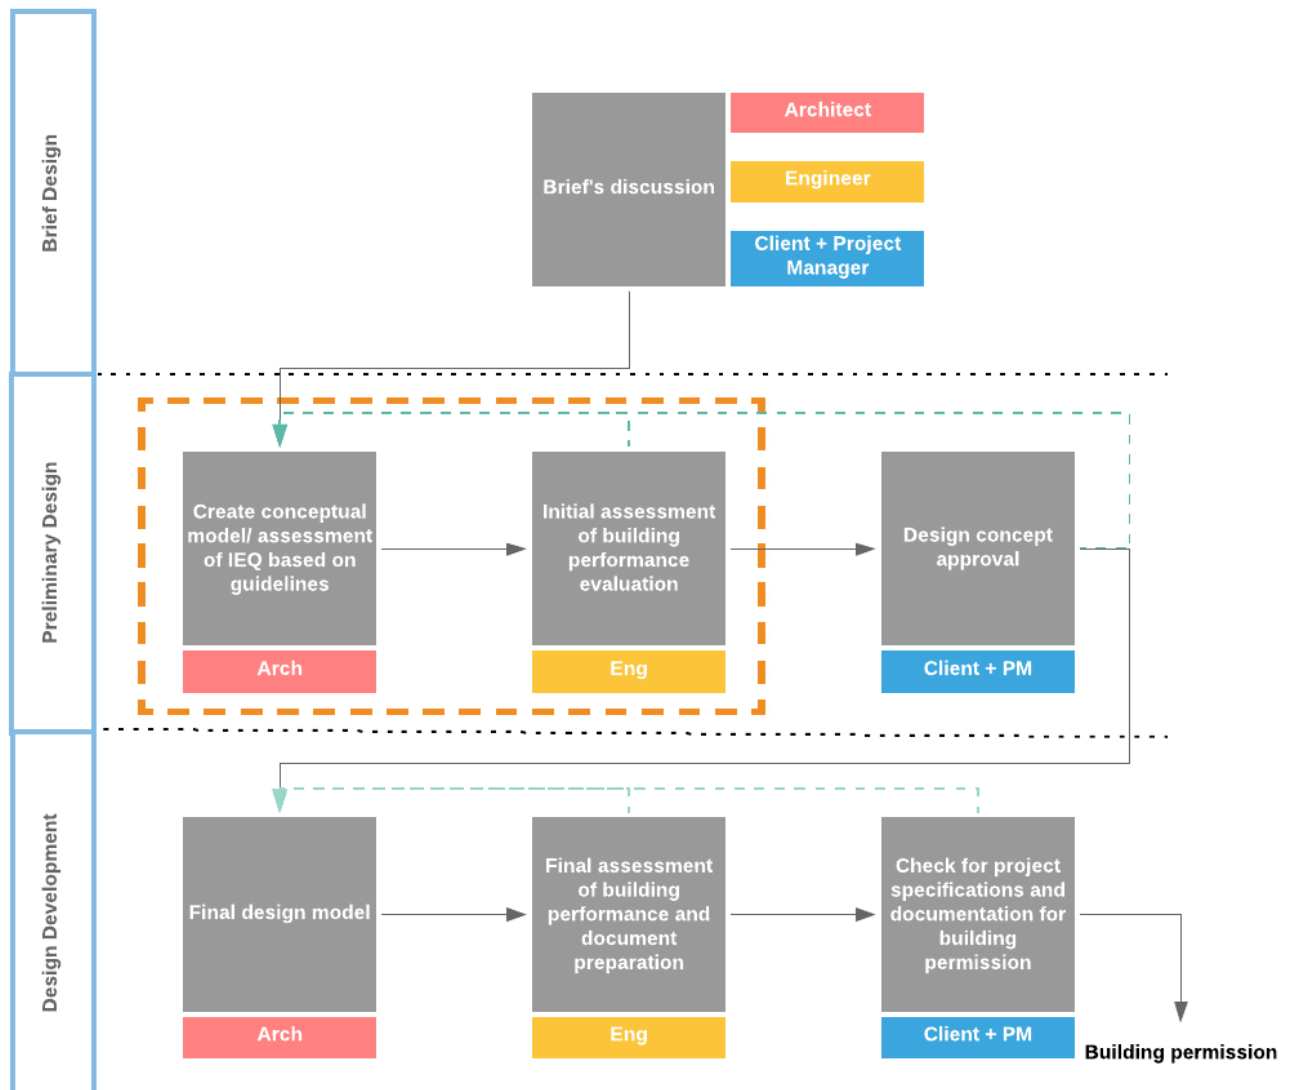 Brief Design
Brief's discussion
Architect
Engineer
Client + Project
Manager
Preliminary Design
Create conceptual
model/ assessment
of IEQ based on
guidelines
Arch
Initial assessment
of building
performance
evaluation
Eng
Design concept
approval
Client + PM
Design Development
Final design model
Arch
Final assessment
of building
performance and
document
preparation
Eng
Check for project
specifications and
documentation for
building
permission
Client + PM
Building permission